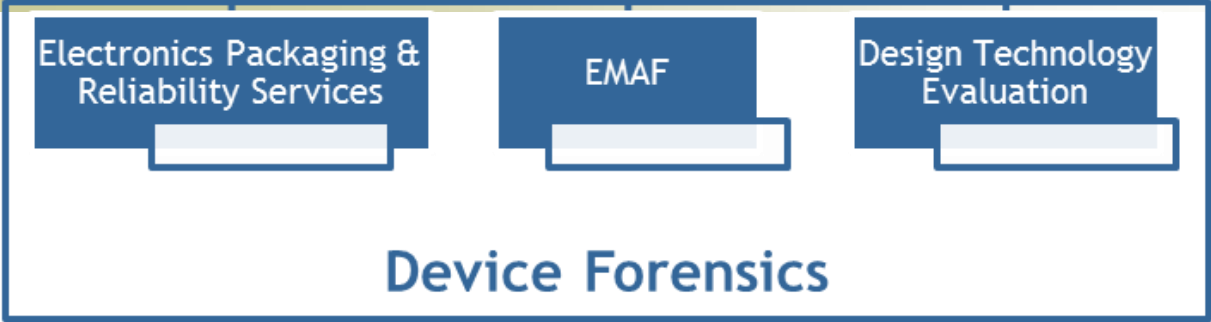 Electronics Packaging &
Reliability Services
EMAF
Design Technology
Evaluation
Device Forensics